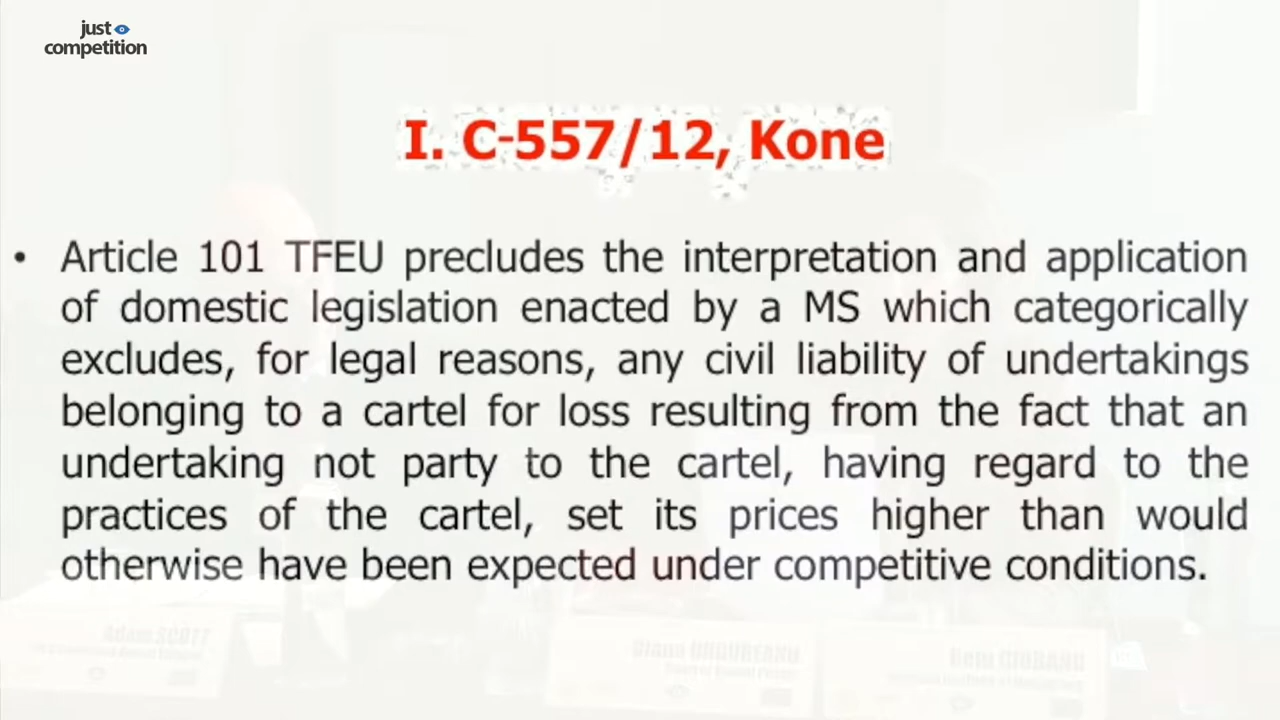 just
competition
I. C-557/12, Kone
• Article 101 TFEU precludes the interpretation and application
of domestic legislation enacted by a MS which categorically
excludes, for legal reasons, any civil liability of undertakings
belonging to a cartel for loss resulting from the fact that an
undertaking not party to the cartel, having regard to the
practices of the cartel, set its prices higher than would
otherwise have been expected under competitive conditions.
Adam SCOTT